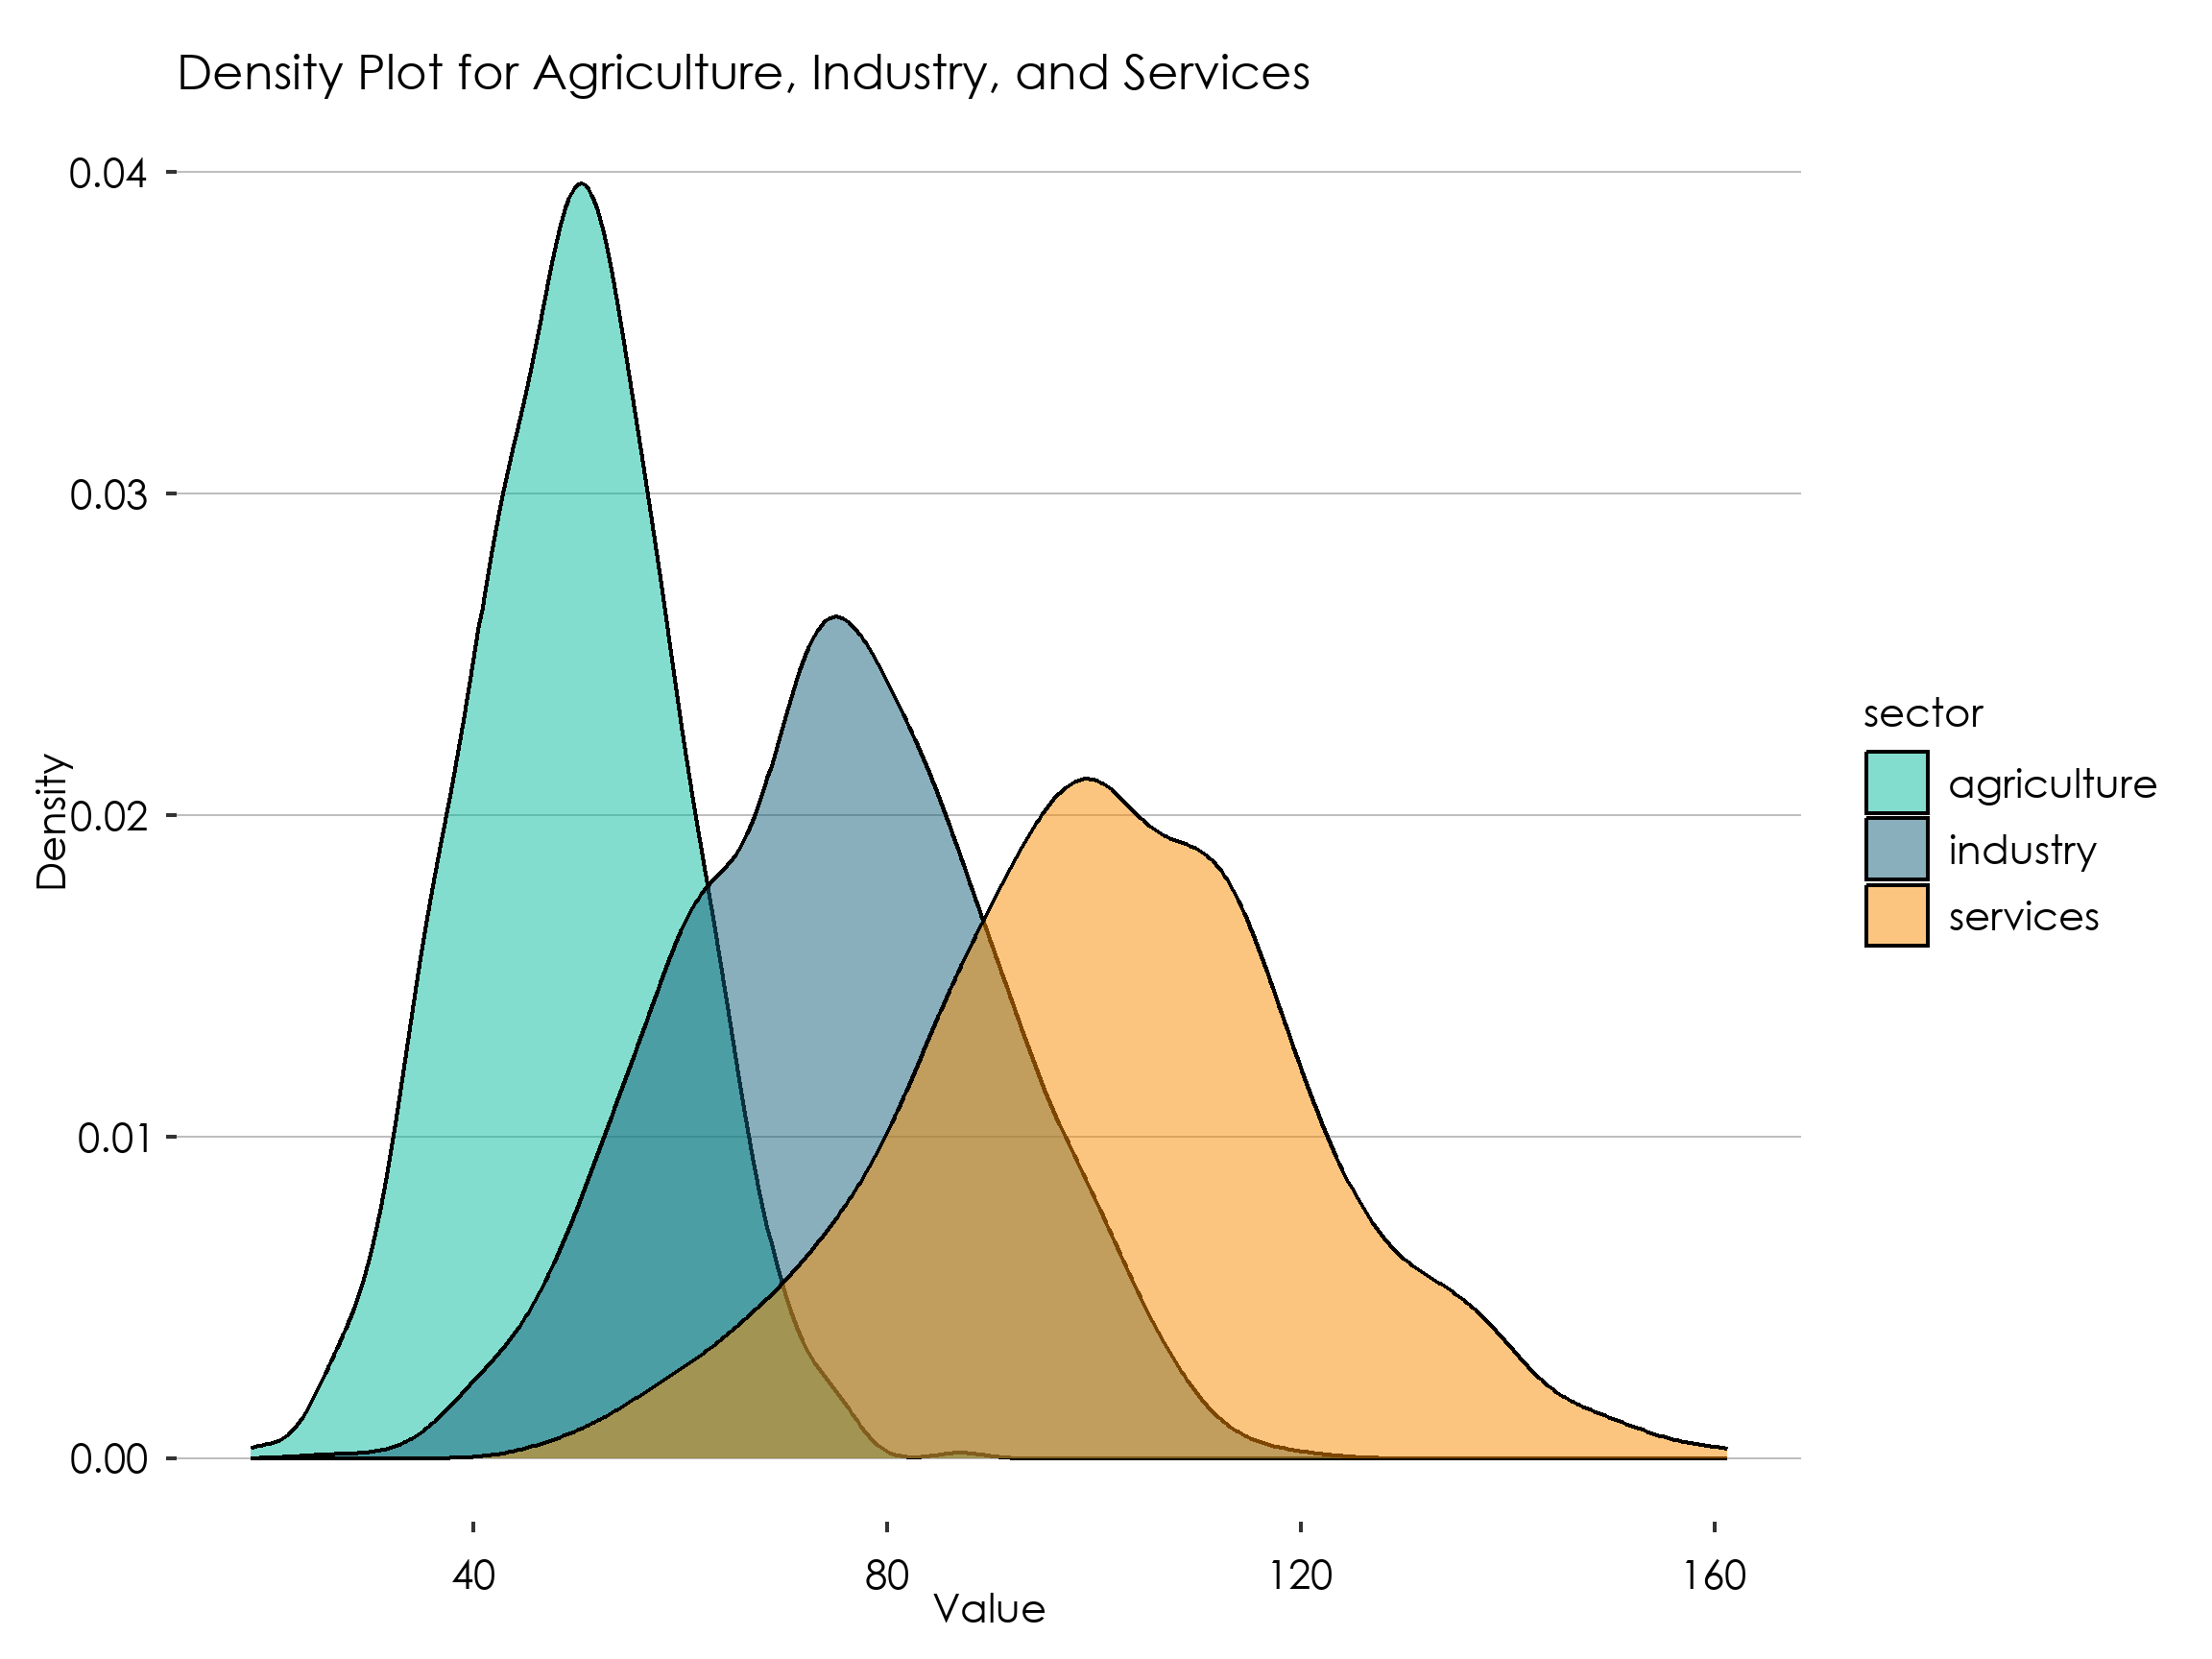 Density Plot for Agriculture, Industry, and Services
0.04
0.03
0.02
0.01
0.00
Density
40
80
120
160
Value
sector
agriculture
industry
services